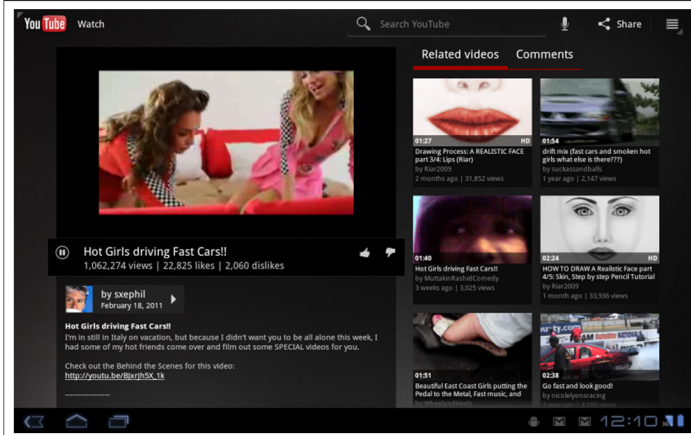 YouTube Watch Search YouTube Share
Related videos Comments
01:27 HD
Drawing Process: A REALISTIC FACE
part 3/4: Lips (Riar)
by Riar2009
2 months ago | 31,852 views
01:54
drift mix (fast cars and smoken hot
girls what else is there???)
by suckassandballs
1 year ago | 2,147 views
Hot Girls driving Fast Cars!!
1,062,274 views | 22,825 likes | 2,060 dislikes
01:40
Hot Girls driving Fast Cars!!
by MuttakinRashidComedy
3 weeks ago | 3,025 views
02:24 HD
HOW TO DRAW A Realistic Face part
4/5: Skin, Step by step Pencil Tutorial
by Riar2009
1 month ago | 33,936 views
by sxephil
February 18, 2011
Hot Girls driving Fast Cars!!
I'm in still in Italy on vacation, but because I didn't want you to be all alone this week, I
had some of my hot friends come over and film out some SPECIAL videos for you.
Check out the Behind the Scenes for this video:
http://youtu.be/BJxrjh5X_1k
------------------
01:51
Beautiful East Coast Girls putting the
Pedal to the Metal, Fast music, and
02:38
Go fast and look good!
by nicolelyonsracing
12:10